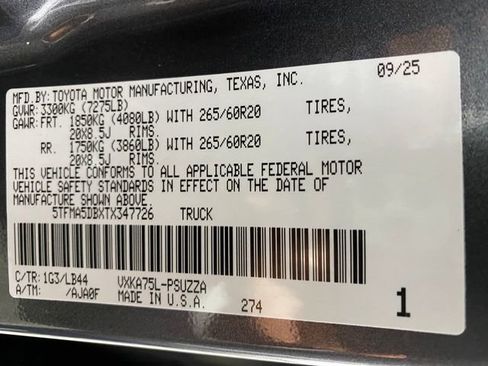 MFD.BY:TOYOTA MOTOR MANUFACTURING, TEXAS, INC. 09/25
GVWR:3300KG (7275LB)
GAWR:FRT. 1850KG (4080LB) WITH 265/60R20 TIRES,
20X8.5J RIMS.
RR. 1750KG (3860LB) WITH 265/60R20 TIRES,
20X8.5J RIMS.
THIS VEHICLE CONFORMS TO ALL APPLICABLE FEDERAL MOTOR
VEHICLE SAFETY STANDARDS IN EFFECT ON THE DATE OF
MANUFACTURE SHOWN ABOVE.
5TFMA5DBXTX347726 TRUCK
C/TR:1G3/LB44 VXKA75L-PSUZZA
A/TM: /AJA0F MADE IN U.S.A. 274 1